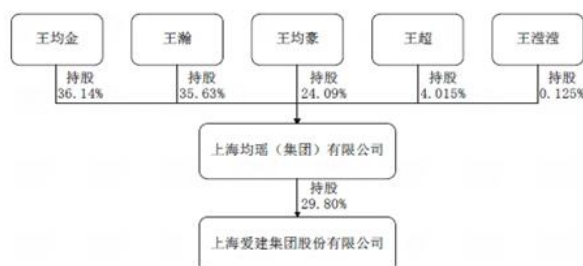 王均金 王瀚 王均豪 王超 王滢滢
持股 持股 持股 持股 持股
36.14% 35.63% 24.09% 4.015% 0.125%
上海均瑶（集团）有限公司
持股
29.80%
上海爱建集团股份有限公司